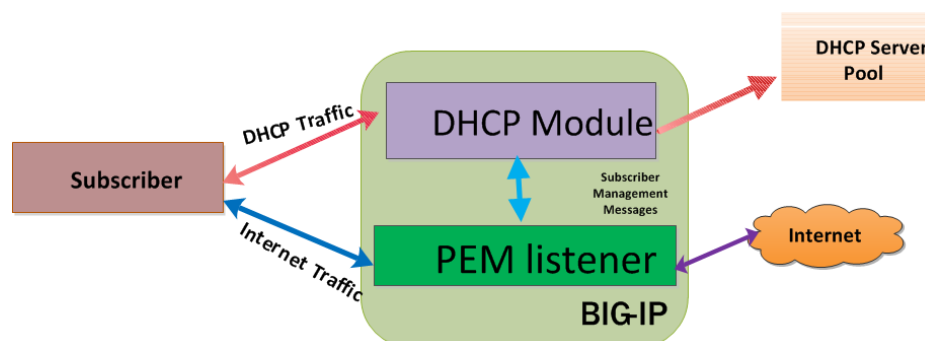 DHCP Server
Pool
DHCP Traffic
DHCP Module
Subscriber
Subscriber
Management
Messages
Internet Traffic
PEM listener
Internet
BIG-IP